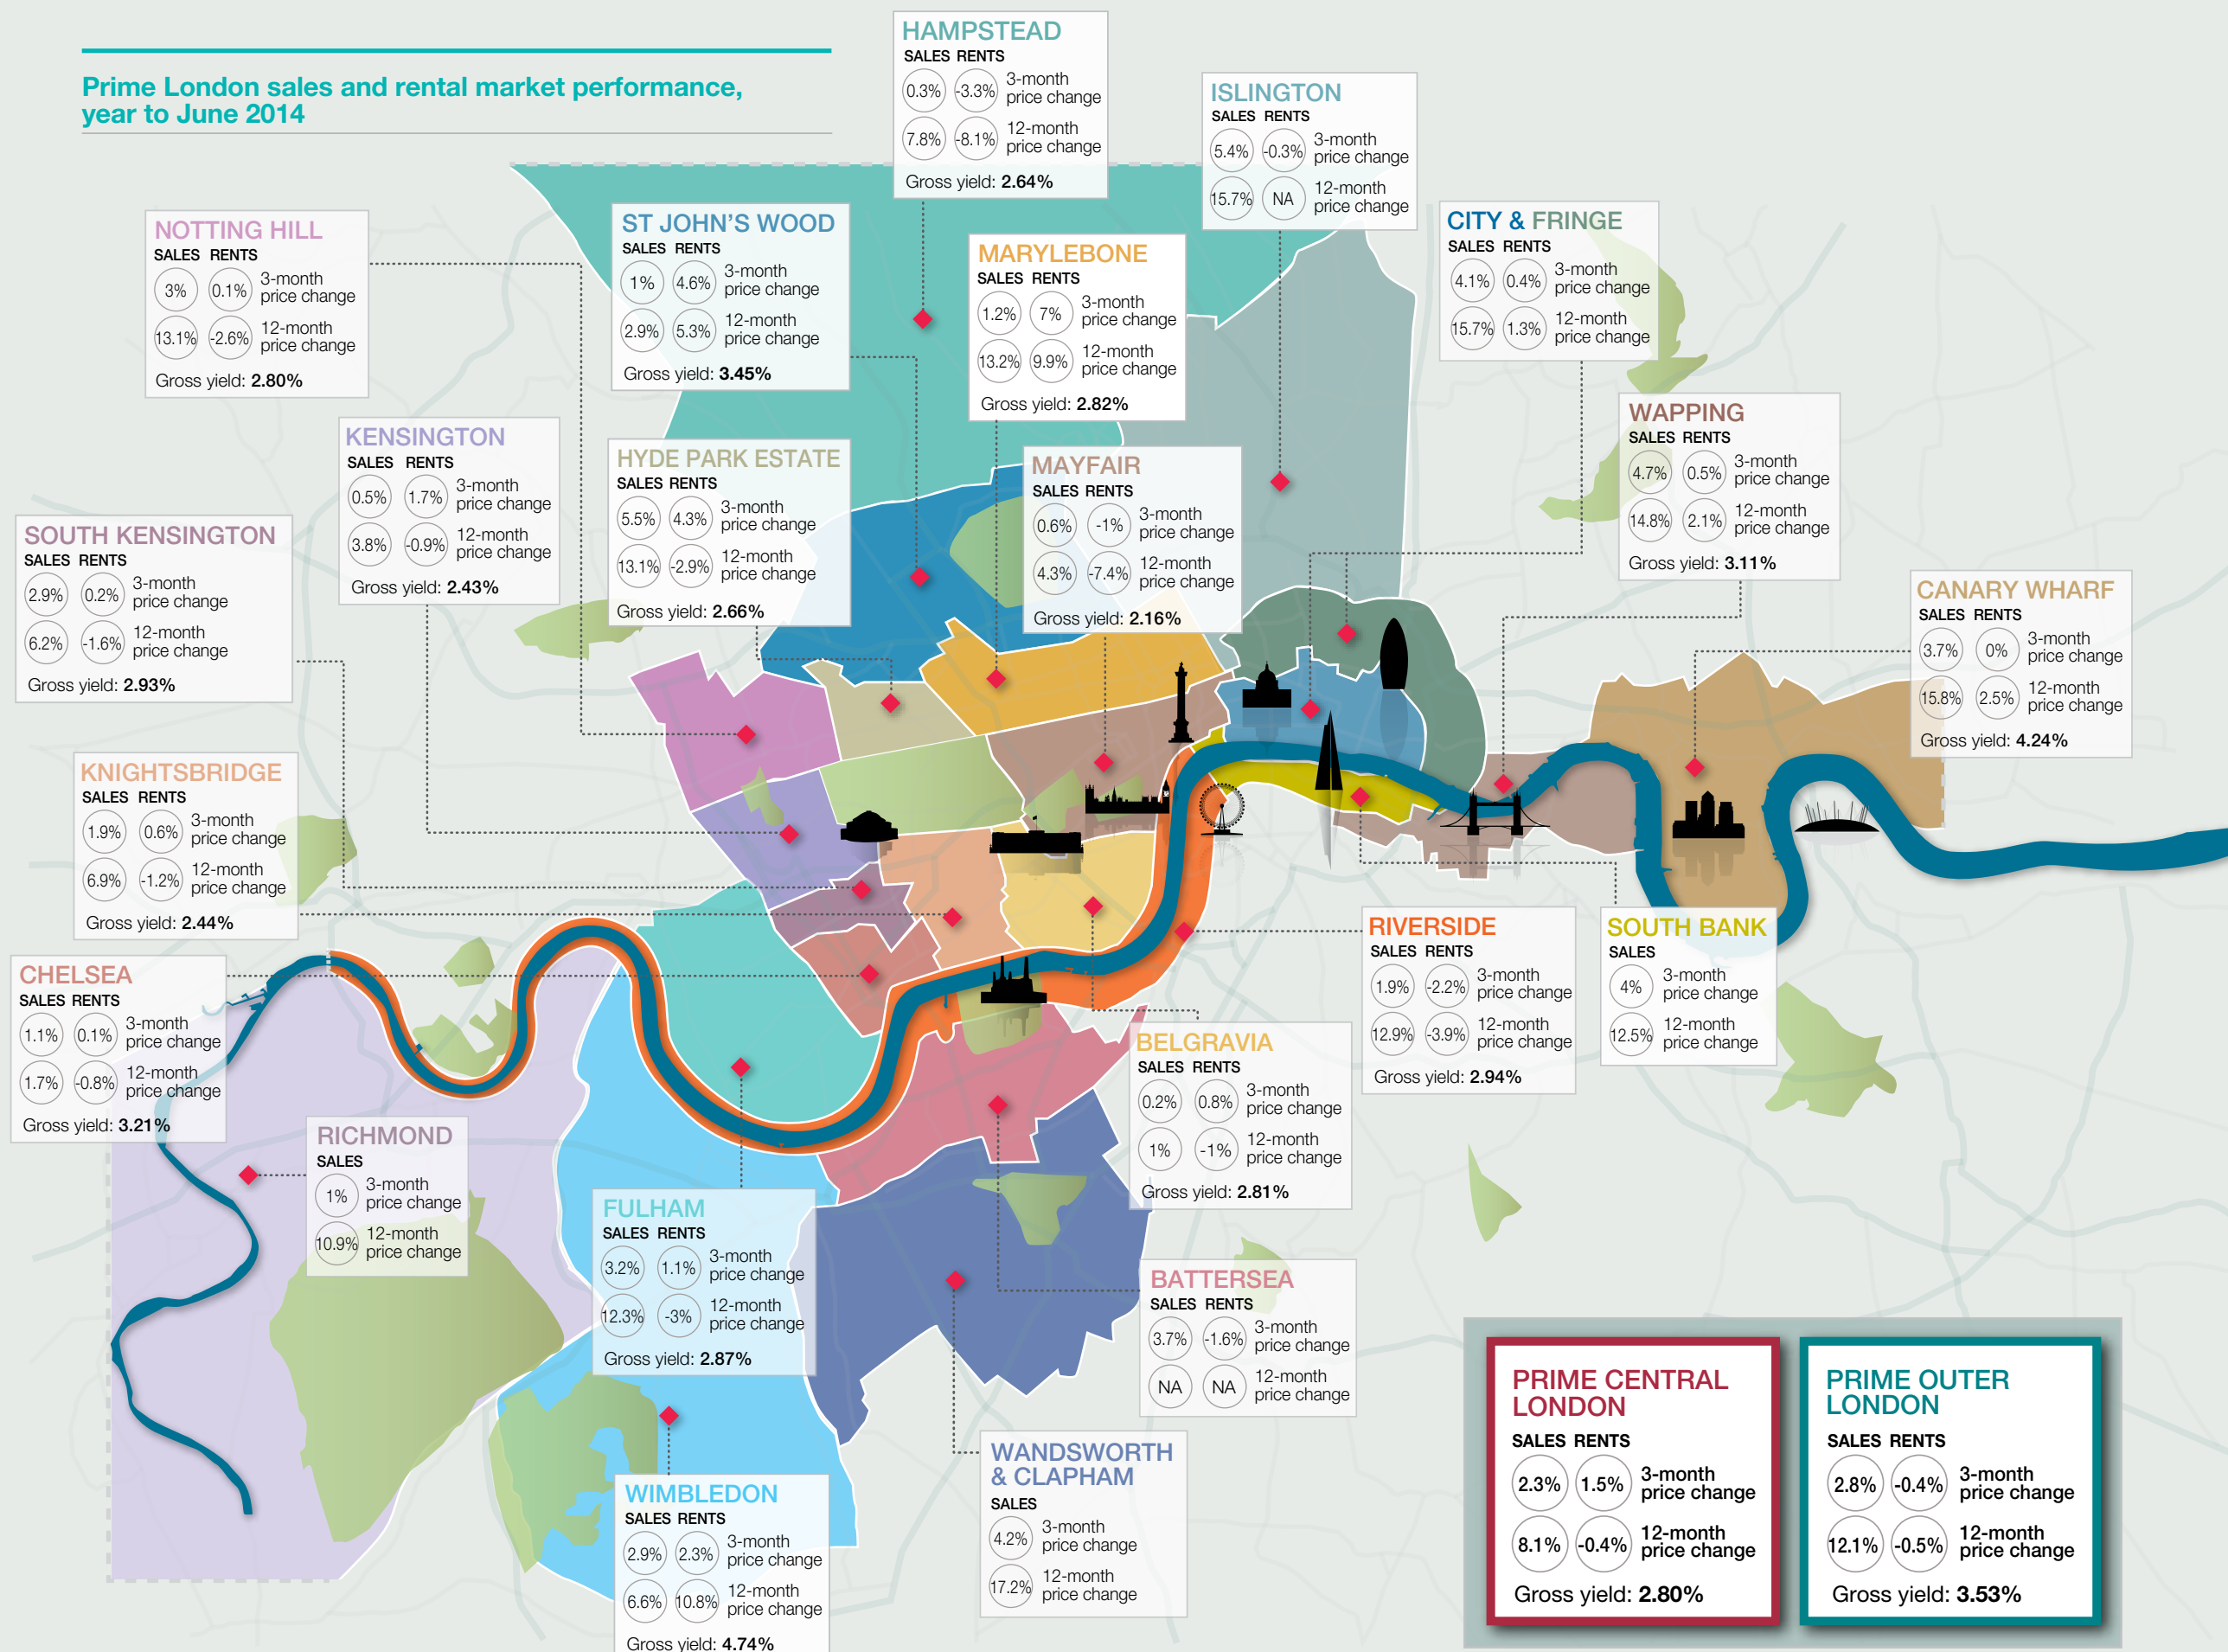 Prime London sales and rental market performance,
year to June 2014
HAMPSTEAD
SALES RENTS
0.3% -3.3% 3-month
price change
7.8% -8.1% 12-month
price change
Gross yield: 2.64%
ISLINGTON
SALES RENTS
5.4% -0.3% 3-month
price change
15.7% NA 12-month
price change
CITY & FRINGE
SALES RENTS
4.1% 0.4% 3-month
price change
15.7% 1.3% 12-month
price change
NOTTING HILL
SALES RENTS
3% 0.1% 3-month
price change
13.1% -2.6% 12-month
price change
Gross yield: 2.80%
ST JOHN'S WOOD
SALES RENTS
1% 4.6% 3-month
price change
2.9% 5.3% 12-month
price change
Gross yield: 3.45%
MARYLEBONE
SALES RENTS
1.2% 7% 3-month
price change
13.2% 9.9% 12-month
price change
Gross yield: 2.82%
WAPPING
SALES RENTS
4.7% 0.5% 3-month
price change
14.8% 2.1% 12-month
price change
Gross yield: 3.11%
KENSINGTON
SALES RENTS
0.5% 1.7% 3-month
price change
3.8% -0.9% 12-month
price change
Gross yield: 2.43%
HYDE PARK ESTATE
SALES RENTS
5.5% 4.3% 3-month
price change
13.1% -2.9% 12-month
price change
Gross yield: 2.66%
MAYFAIR
SALES RENTS
0.6% -1% 3-month
price change
4.3% -7.4% 12-month
price change
Gross yield: 2.16%
SOUTH KENSINGTON
SALES RENTS
2.9% 0.2% 3-month
price change
6.2% -1.6% 12-month
price change
Gross yield: 2.93%
CANARY WHARF
SALES RENTS
3.7% 0% 3-month
price change
15.8% 2.5% 12-month
price change
Gross yield: 4.24%
KNIGHTSBRIDGE
SALES RENTS
1.9% 0.6% 3-month
price change
6.9% -1.2% 12-month
price change
Gross yield: 2.44%
CHELSEA
SALES RENTS
1.1% 0.1% 3-month
price change
1.7% -0.8% 12-month
price change
Gross yield: 3.21%
RIVERSIDE
SALES RENTS
1.9% -2.2% 3-month
price change
12.9% -3.9% 12-month
price change
Gross yield: 2.94%
SOUTH BANK
SALES
4% 3-month
price change
12.5% 12-month
price change
BELGRAVIA
SALES RENTS
0.2% 0.8% 3-month
price change
1% -1% 12-month
price change
Gross yield: 2.81%
RICHMOND
SALES
1% 3-month
price change
10.9% 12-month
price change
FULHAM
SALES RENTS
3.2% 1.1% 3-month
price change
12.3% -3% 12-month
price change
Gross yield: 2.87%
BATTERSEA
SALES RENTS
3.7% -1.6% 3-month
price change
NA NA 12-month
price change
WANDSWORTH
& CLAPHAM
SALES
4.2% 3-month
price change
17.2% 12-month
price change
WIMBLEDON
SALES RENTS
2.9% 2.3% 3-month
price change
6.6% 10.8% 12-month
price change
Gross yield: 4.74%
PRIME CENTRAL
LONDON
SALES RENTS
2.3% 1.5% 3-month
price change
8.1% -0.4% 12-month
price change
Gross yield: 2.80%
PRIME OUTER
LONDON
SALES RENTS
2.8% -0.4% 3-month
price change
12.1% -0.5% 12-month
price change
Gross yield: 3.53%